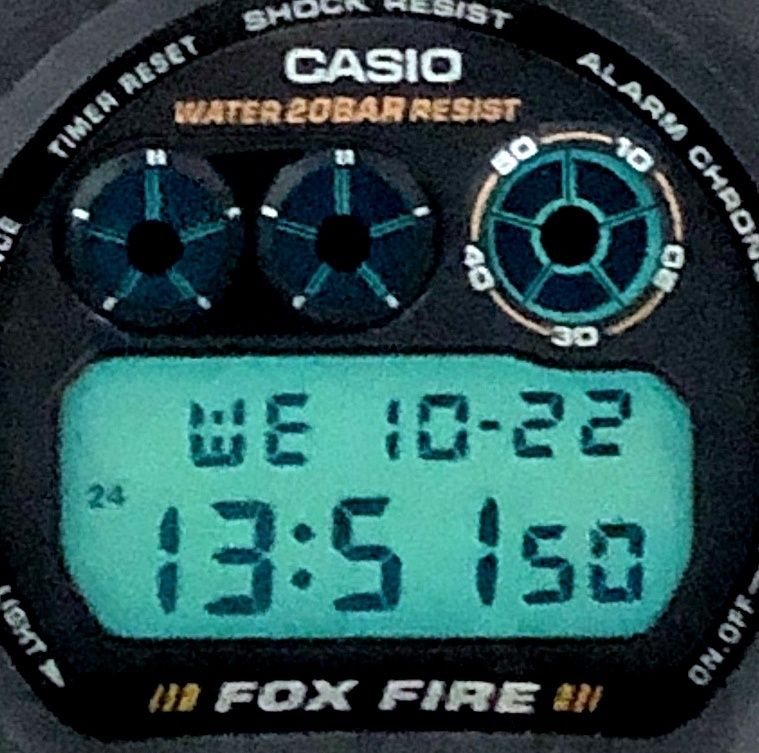 SHOCK RESIST
TIMER RESET
ALARM CHRONO
CASIO
WATER 20BAR RESIST
50 10
40 20
30
WE 10-22
24
13:51 50
LIGHT
ON.OFF
FOX FIRE